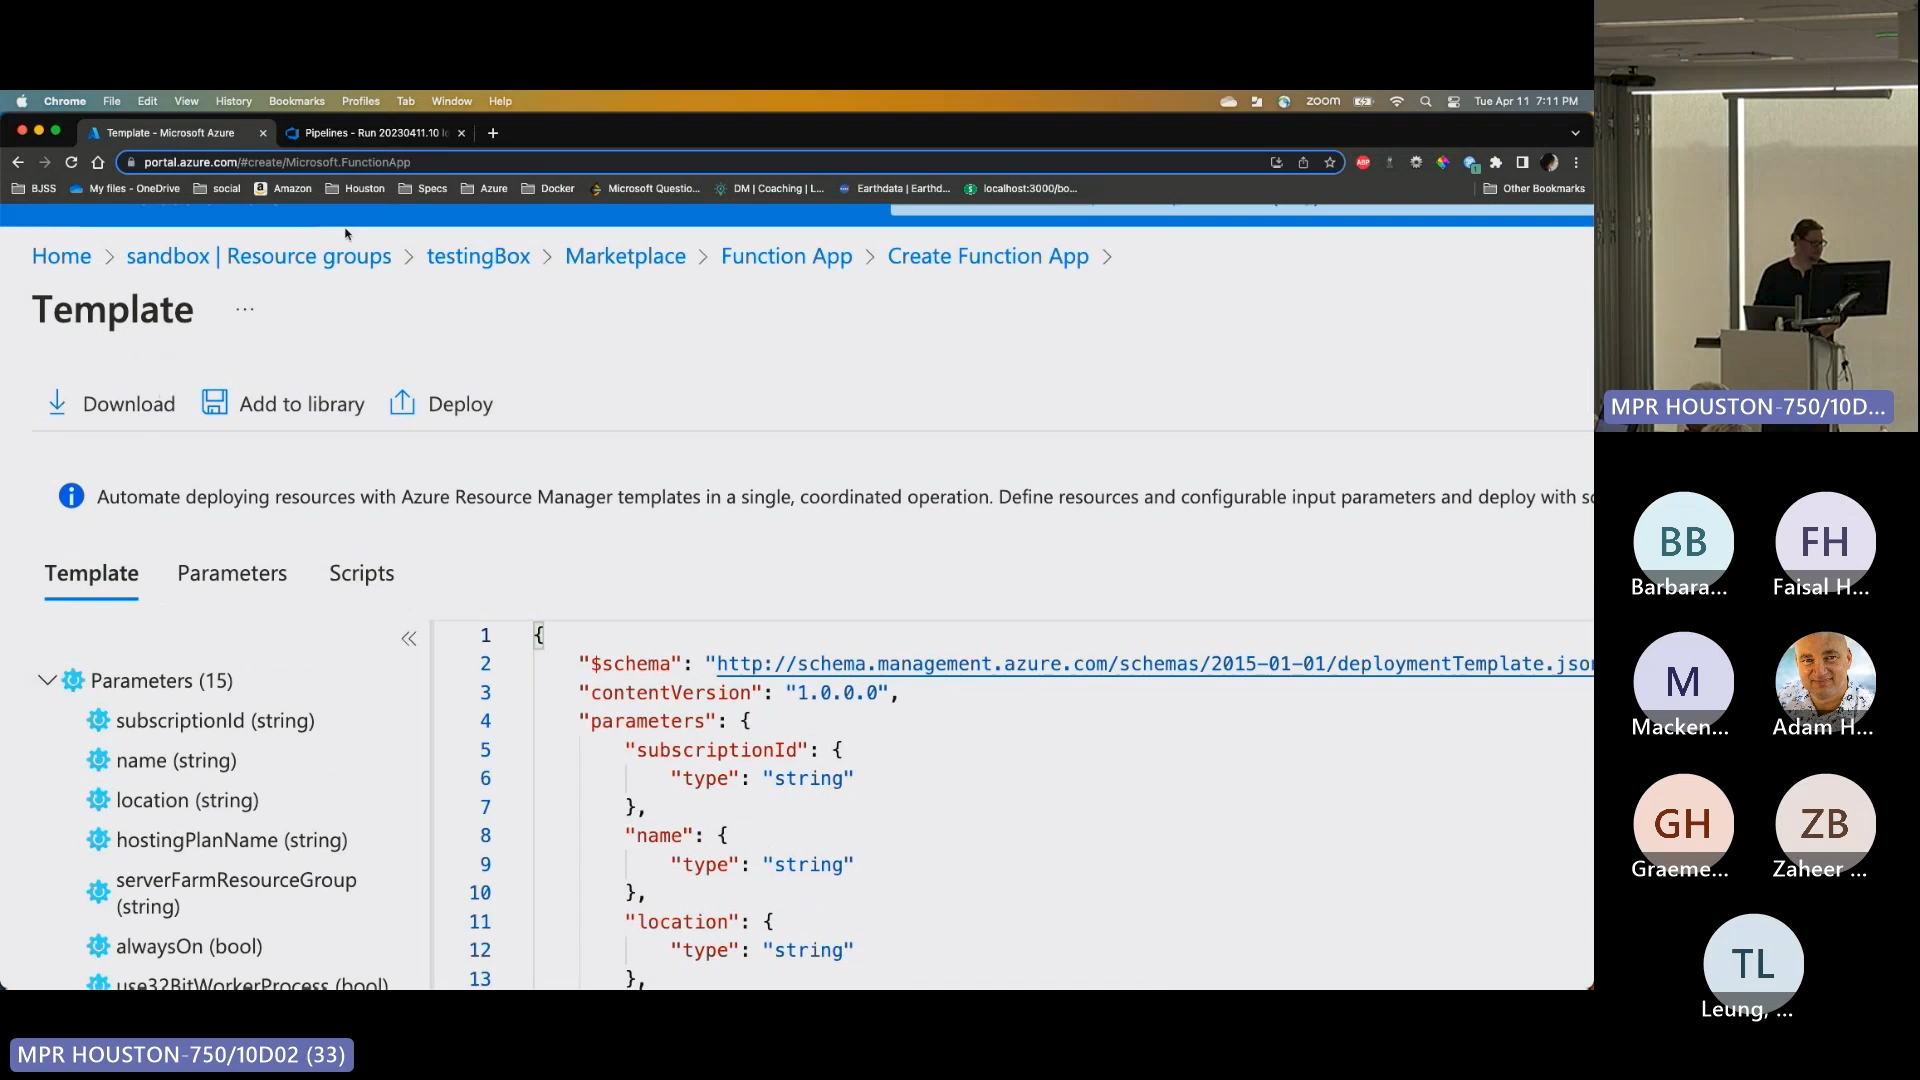 Chrome File Edit View History Bookmarks Profiles Tab Window Help zoom Tue Apr 11 7:11 PM
Template - Microsoft Azure Pipelines - Run 20230411.10
portal.azure.com/#create/Microsoft.FunctionApp
BJSS My files - OneDrive social Amazon Houston Specs Azure Docker Microsoft Questio... DM | Coaching | L... Earthdata | Earthd... localhost:3000/bo... Other Bookmarks
Home > sandbox | Resource groups > testingBox > Marketplace > Function App > Create Function App >
Template ...
Download Add to library Deploy
Automate deploying resources with Azure Resource Manager templates in a single, coordinated operation. Define resources and configurable input parameters and deploy with
Template Parameters Scripts
Parameters (15)
subscriptionId (string)
name (string)
location (string)
hostingPlanName (string)
serverFarmResourceGroup
(string)
alwaysOn (bool)
use32BitWorkerProcess (bool)
1 {
2 "$schema": "http://schema.management.azure.com/schemas/2015-01-01/deploymentTemplate.json
3 "contentVersion": "1.0.0.0",
4 "parameters": {
5 "subscriptionId": {
6 "type": "string"
7 },
8 "name": {
9 "type": "string"
10 },
11 "location": {
12 "type": "string"
13 },
MPR HOUSTON-750/10D...
BB FH
Barbara... Faisal H...
M
Macken... Adam H...
GH ZB
Graeme... Zaheer ...
TL
Leung, ...
MPR HOUSTON-750/10D02 (33)